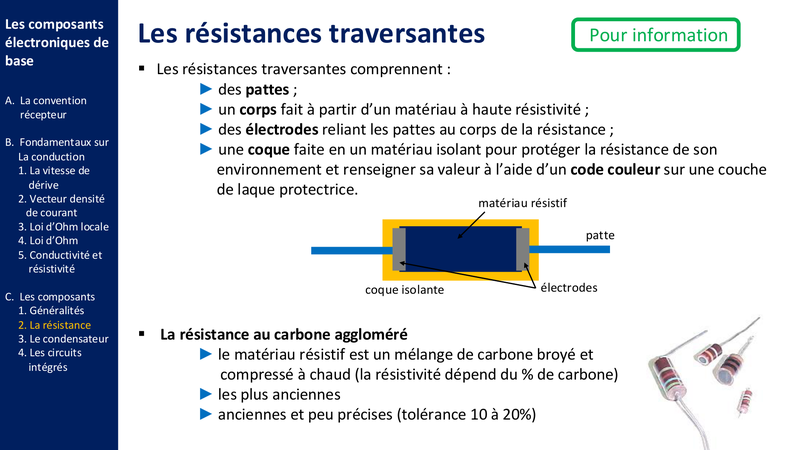 Les composants
électroniques de
base
A. La convention
récepteur
B. Fondamentaux sur
La conduction
1. La vitesse de
dérive
2. Vecteur densité
de courant
3. Loi d'Ohm locale
4. Loi d'Ohm
5. Conductivité et
résistivité
C. Les composants
1. Généralités
2. La résistance
3. Le condensateur
4. Les circuits
intégrés
Les résistances traversantes
Pour information
▪ Les résistances traversantes comprennent :
► des pattes ;
► un corps fait à partir d'un matériau à haute résistivité ;
► des électrodes reliant les pattes au corps de la résistance ;
► une coque faite en un matériau isolant pour protéger la résistance de son
environnement et renseigner sa valeur à l'aide d'un code couleur sur une couche
de laque protectrice.
matériau résistif
patte
coque isolante
électrodes
▪ La résistance au carbone aggloméré
► le matériau résistif est un mélange de carbone broyé et
compressé à chaud (la résistivité dépend du % de carbone)
► les plus anciennes
► anciennes et peu précises (tolérance 10 à 20%)